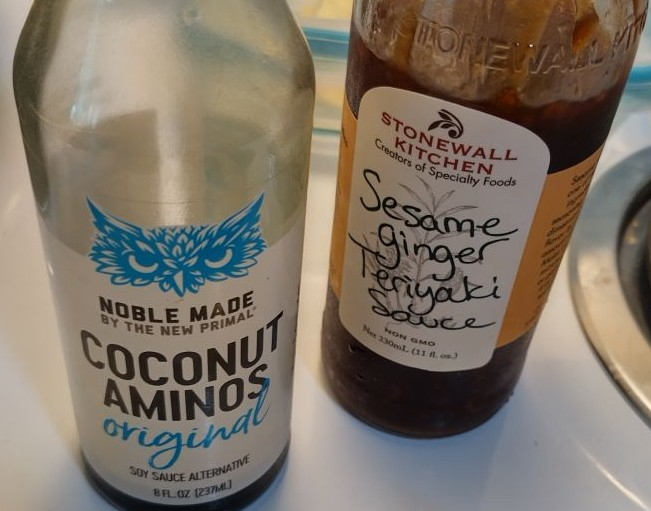 NOBLE MADE
BY THE NEW PRIMAL
COCONUT
AMINOS
original
SOY SAUCE ALTERNATIVE
8 FL. OZ (237ML)
STONEWALL KIT
STONEWALL
KITCHEN
Creators of Specialty Foods
Sesame
ginger
Teriyaki
Sauce
NON GMO
Net 330mL (11 fl. oz.)